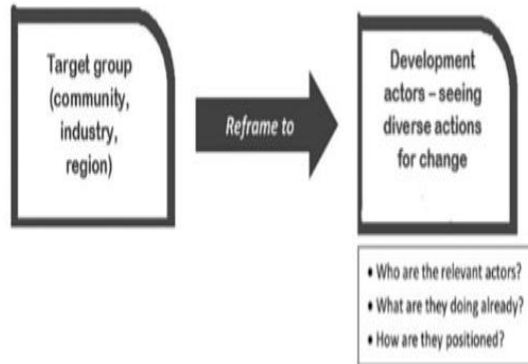 Target group
(community,
industry,
region)
Reframe to
Development
actors – seeing
diverse actions
for change
• Who are the relevant actors?
• What are they doing already?
• How are they positioned?